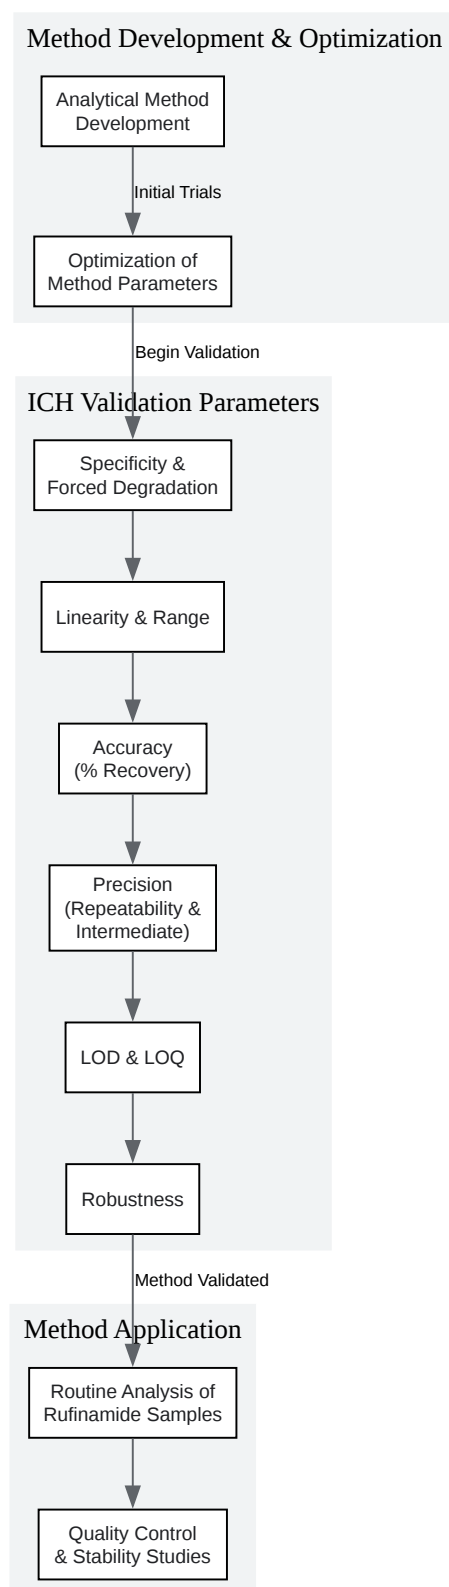 Method Development & Optimization
Analytical Method
Development
Initial Trials
Optimization of
Method Parameters
Begin Validation
ICH Validation Parameters
Specificity &
Forced Degradation
Linearity & Range
Accuracy
(% Recovery)
Precision
(Repeatability &
Intermediate)
LOD & LOQ
Robustness
Method Validated
Method Application
Routine Analysis of
Rufinamide Samples
Quality Control
& Stability Studies